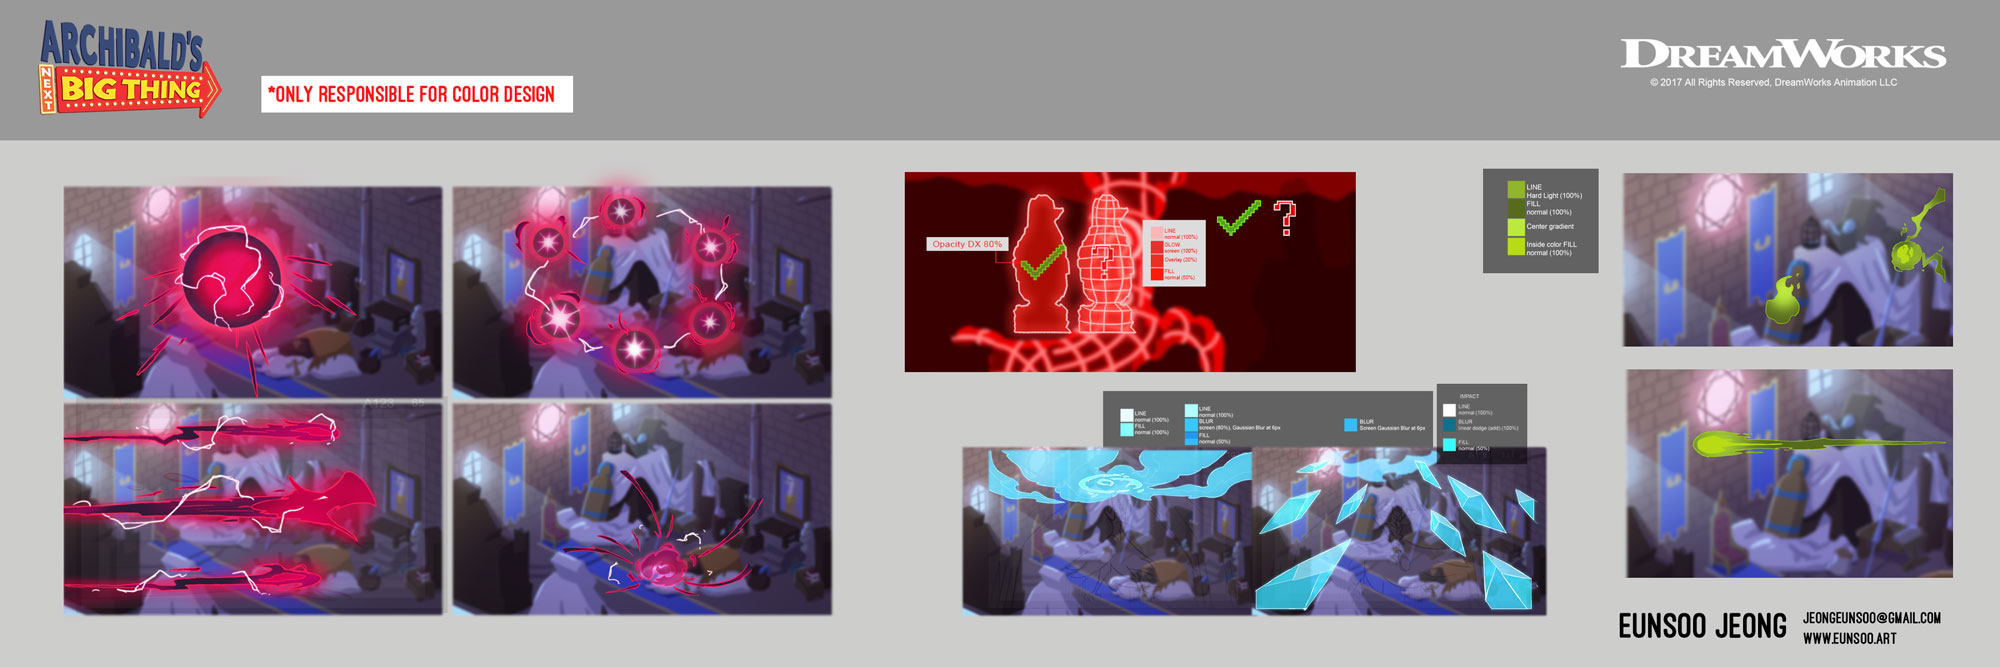 ARCHIBALD'S
NEXT
BIG THING
*ONLY RESPONSIBLE FOR COLOR DESIGN
DREAMWORKS
© 2017 All Rights Reserved, DreamWorks Animation LLC
Opacity DX 80%
?
?
LINE
normal (100%)
GLOW
screen (100%)
Overlay (20%)
FILL
normal (50%)
LINE
Hard Light (100%)
FILL
normal (100%)
Center gradient
Inside color FILL
normal (100%)
A123
LINE
normal (100%)
FILL
normal (100%)
LINE
normal (100%)
BLUR
screen (80%), Gaussian Blur at 6px
FILL
normal (50%)
BLUR
Screen Gaussian Blur at 6px
IMPACT
LINE
normal (100%)
BLUR
linear dodge (add) (100%)
FILL
normal (50%)
EUNSOO JEONG
JEONGEUNSOO@GMAIL.COM
WWW.EUNSOO.ART